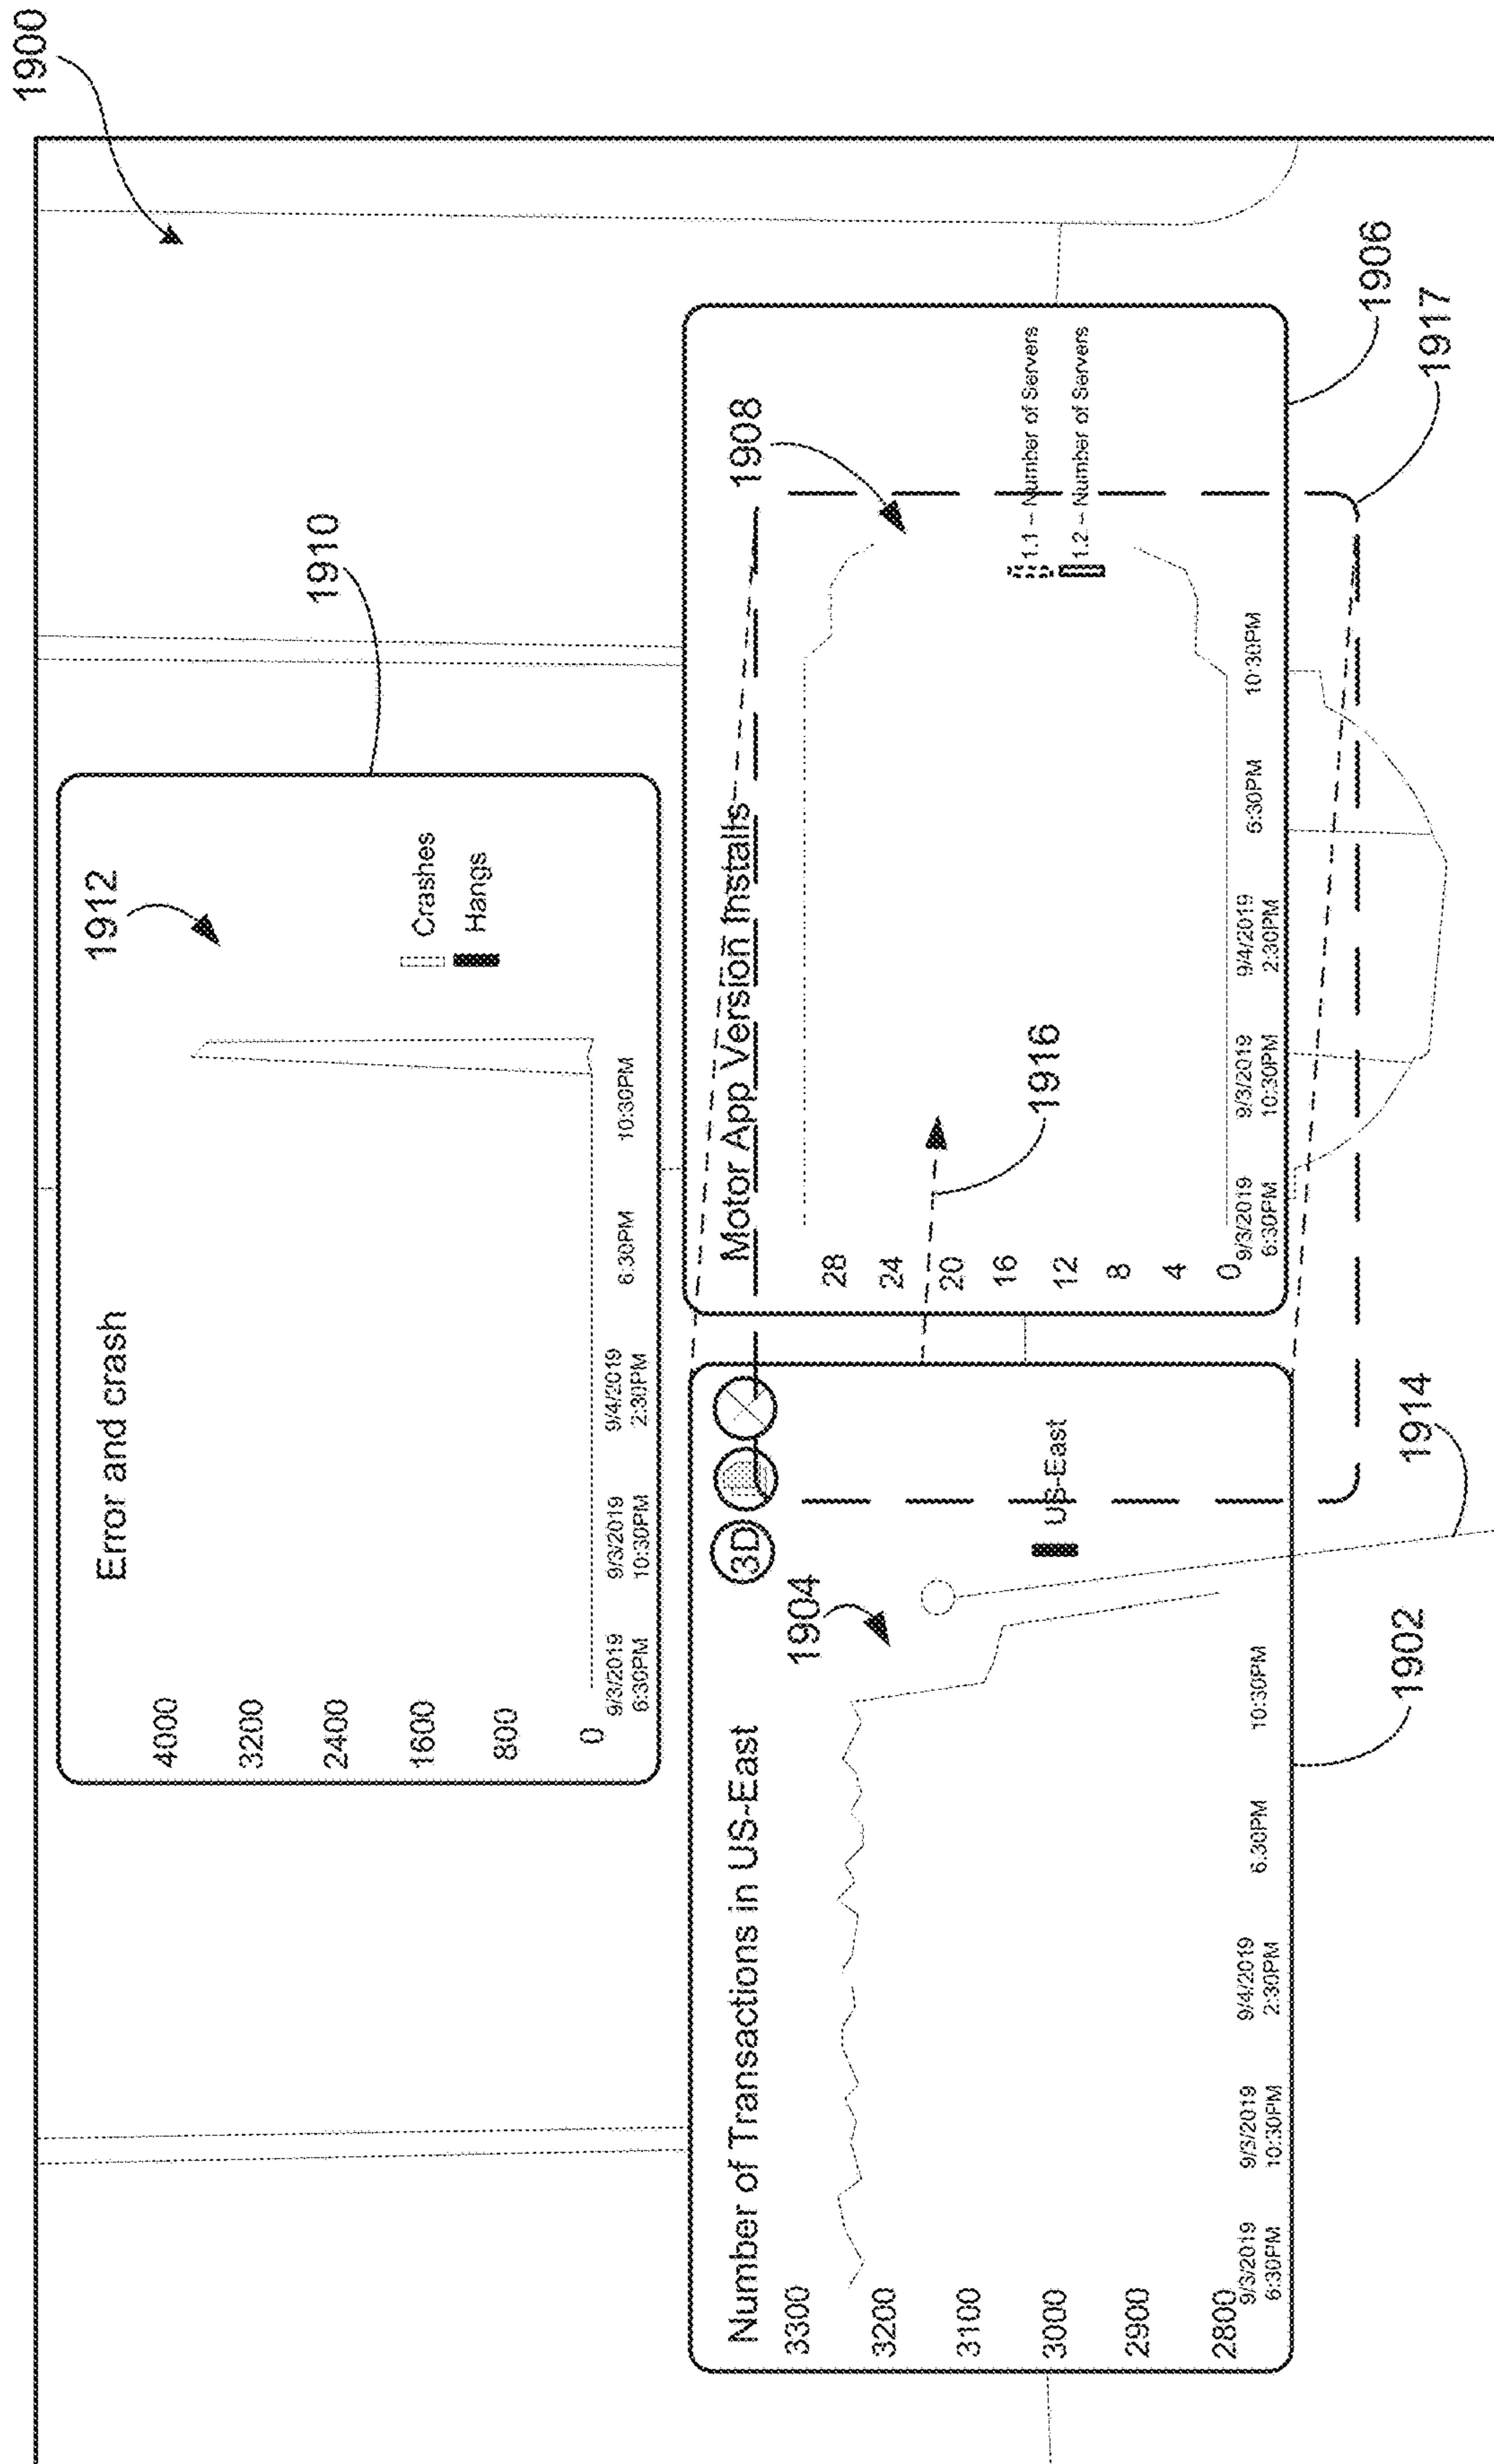 1900
1910
Error and crash
1912
4000
3200
2400
1600
800
0
Crashes
Hangs
9/3/2019
6:30PM
9/3/2019
10:30PM
9/4/2019
2:30PM
6:30PM
10:30PM
Number of Transactions in US-East
3D
1904
3300
3200
3100
3000
2900
2800
US-East
9/3/2019
6:30PM
9/3/2019
10:30PM
9/4/2019
2:30PM
6:30PM
10:30PM
1902
1914
Motor App Version Installs
1908
28
24
20
16
12
8
4
0
1916
1.1 – Number of Servers
1.2 – Number of Servers
9/3/2019
6:30PM
9/3/2019
10:30PM
9/4/2019
2:30PM
6:30PM
10:30PM
1906
1917